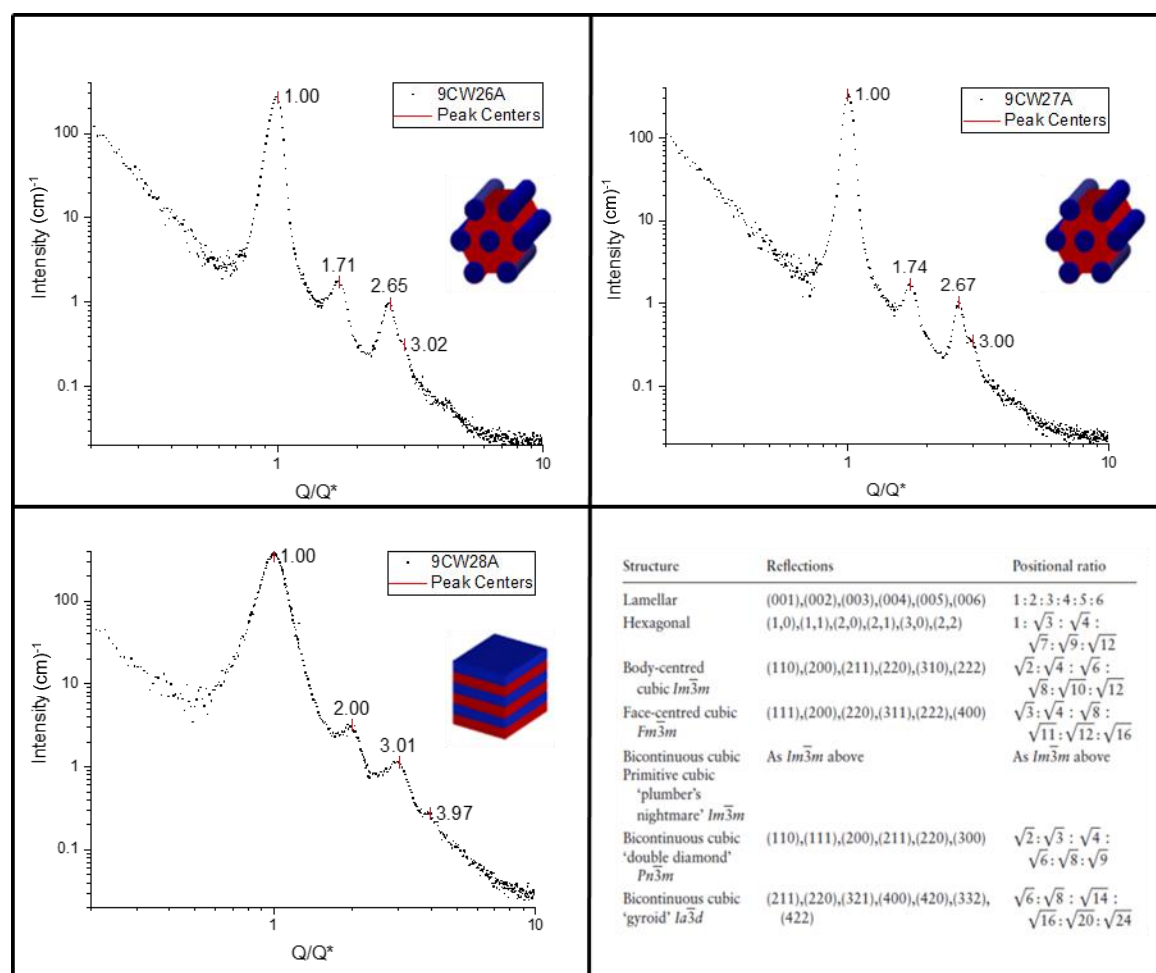 9CW26A
Peak Centers
1.00
1.71
2.65
3.02
100
10
1
0.1
Intensity (cm)-1
1
10
Q/Q*
9CW27A
Peak Centers
1.00
1.74
2.67
3.00
100
10
1
0.1
Intensity (cm)-1
1
10
Q/Q*
9CW28A
Peak Centers
1.00
2.00
3.01
3.97
100
10
1
0.1
Intensity (cm)-1
1
10
Q/Q*
Structure Reflections Positional ratio
Lamellar (001),(002),(003),(004),(005),(006) 1:2:3:4:5:6
Hexagonal (1,0),(1,1),(2,0),(2,1),(3,0),(2,2) 1: √3 : √4 :
√7:√9:√12
Body-centred (110),(200),(211),(220),(310),(222) √2:√4 : √6 :
cubic Im3̅m √8:√10:√12
Face-centred cubic (111),(200),(220),(311),(222),(400) √3:√4 : √8 :
Fm3̅m √11:√12:√16
Bicontinuous cubic As Im3̅m above As Im3̅m above
Primitive cubic
'plumber's
nightmare' Im3̅m
Bicontinuous cubic (110),(111),(200),(211),(220),(300) √2:√3 : √4 :
'double diamond' √6:√8:√9
Pn3̅m
Bicontinuous cubic (211),(220),(321),(400),(420),(332), √6:√8 : √14 :
'gyroid' Ia3̅d (422) √16:√20:√24